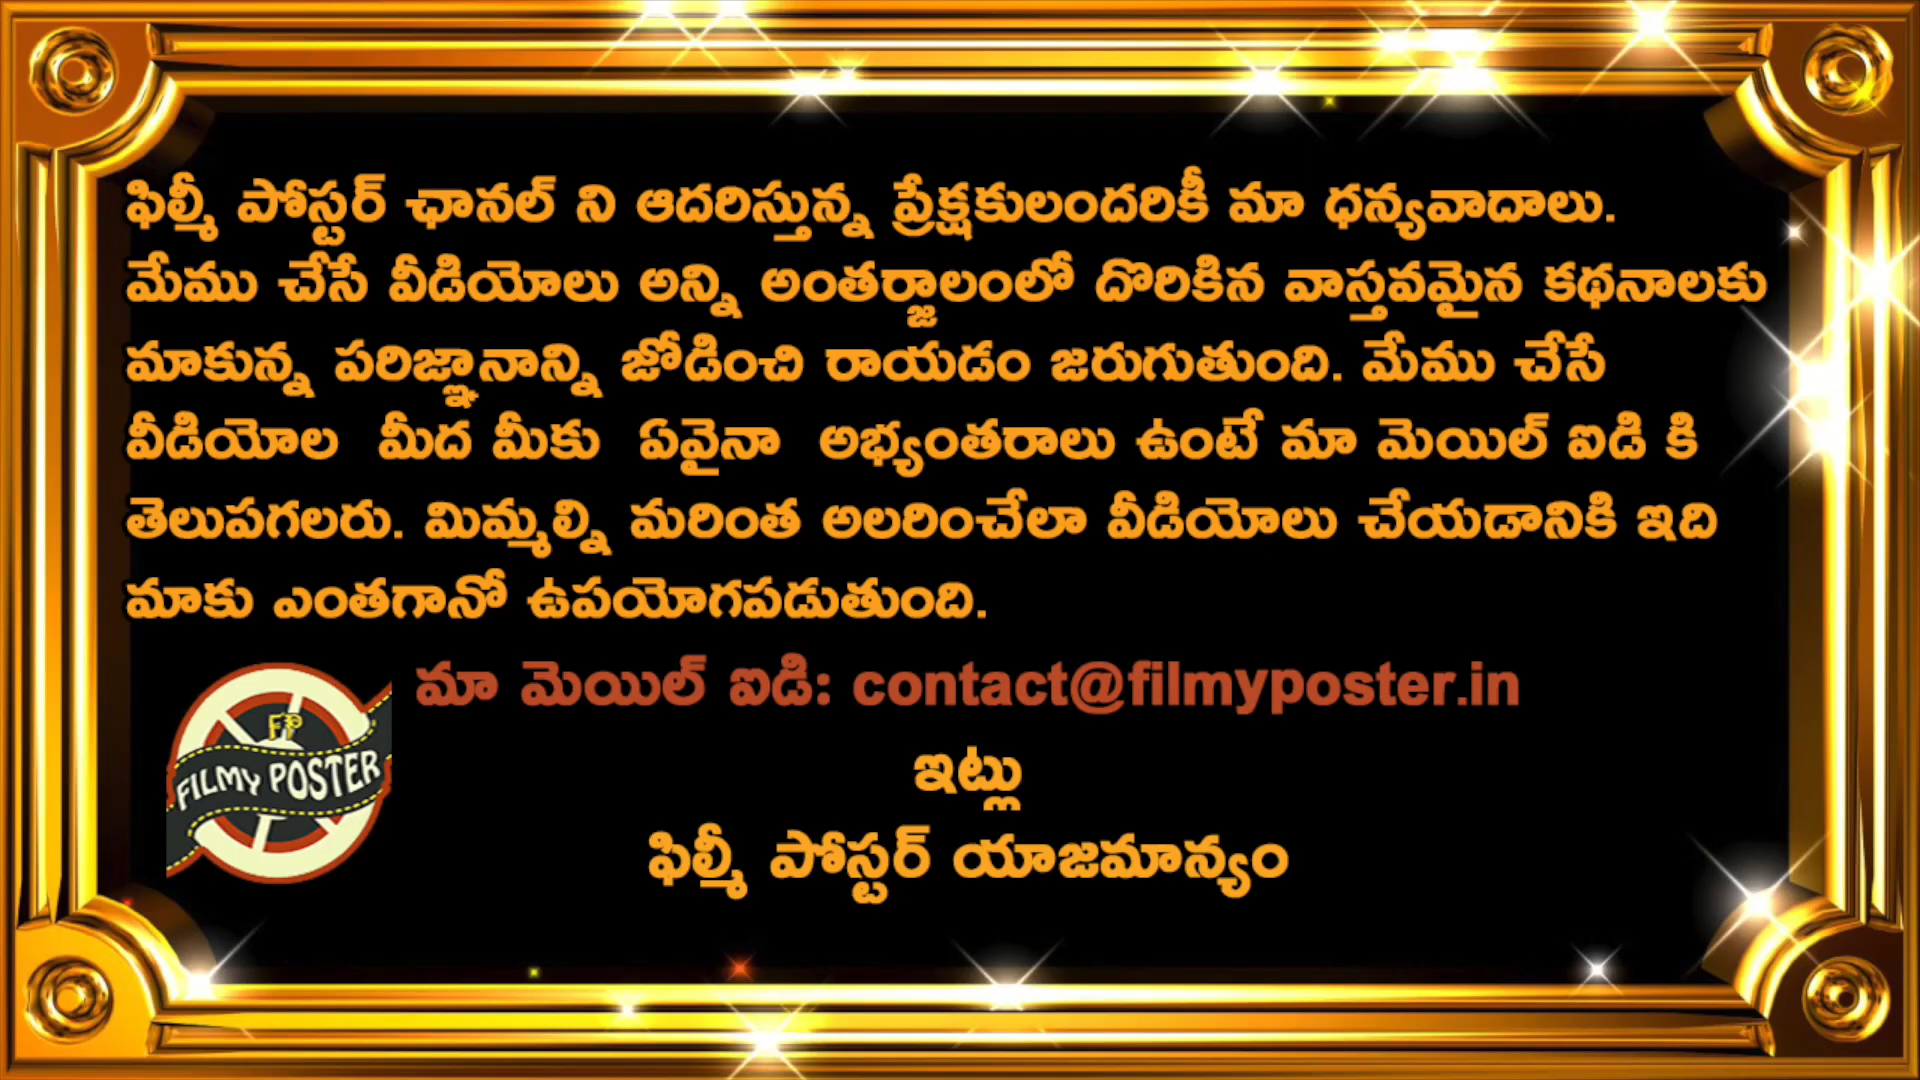 ఫిల్మీ పోస్టర్ ఛానల్ ని ఆదరిస్తున్న ప్రేక్షకులందరికీ మా ధన్యవాదాలు.
మేము చేసే వీడియోలు అన్ని అంతర్జాలంలో దొరికిన వాస్తవమైన కథనాలకు
మాకున్న పరిజ్ఞానాన్ని జోడించి రాయడం జరుగుతుంది. మేము చేసే
వీడియోల మీద మీకు ఏవైనా అభ్యంతరాలు ఉంటే మా మెయిల్ ఐడి కి
తెలుపగలరు. మిమ్మల్ని మరింత అలరించేలా వీడియోలు చేయడానికి ఇది
మాకు ఎంతగానో ఉపయోగపడుతుంది.
మా మెయిల్ ఐడి: contact@filmyposter.in
FP
FILMY POSTER
ఇట్లు
ఫిల్మీ పోస్టర్ యాజమాన్యం